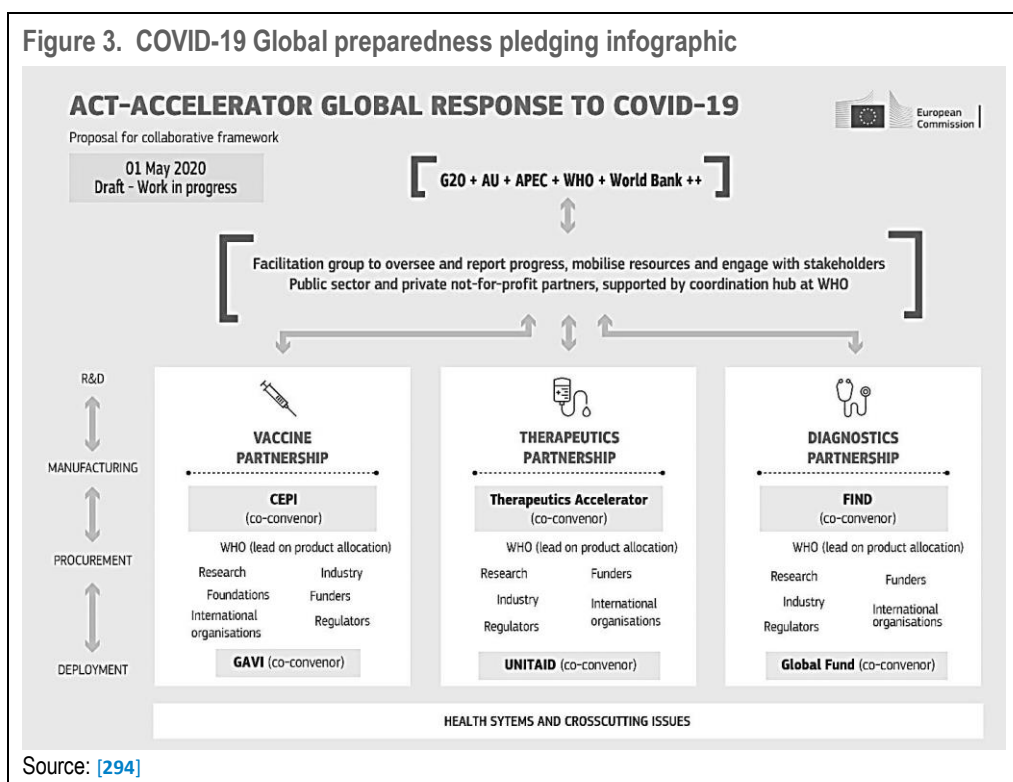 Figure 3. COVID-19 Global preparedness pledging infographic
ACT-ACCELERATOR GLOBAL RESPONSE TO COVID-19
Proposal for collaborative framework
European
Commission
01 May 2020
Draft - Work in progress
G20 + AU + APEC + WHO + World Bank ++
Facilitation group to oversee and report progress, mobilise resources and engage with stakeholders
Public sector and private not-for-profit partners, supported by coordination hub at WHO
R&D
MANUFACTURING
PROCUREMENT
DEPLOYMENT
VACCINE
PARTNERSHIP
CEPI
(co-convenor)
WHO (lead on product allocation)
Research
Industry
Foundations
Funders
International
organisations
Regulators
GAVI (co-convenor)
THERAPEUTICS
PARTNERSHIP
Therapeutics Accelerator
(co-convenor)
WHO (lead on product allocation)
Research
Funders
Industry
International
organisations
Regulators
UNITAID (co-convenor)
DIAGNOSTICS
PARTNERSHIP
FIND
(co-convenor)
WHO (lead on product allocation)
Research
Funders
Industry
International
organisations
Regulators
Global Fund (co-convenor)
HEALTH SYTEMS AND CROSSCUTTING ISSUES
Source: [294]